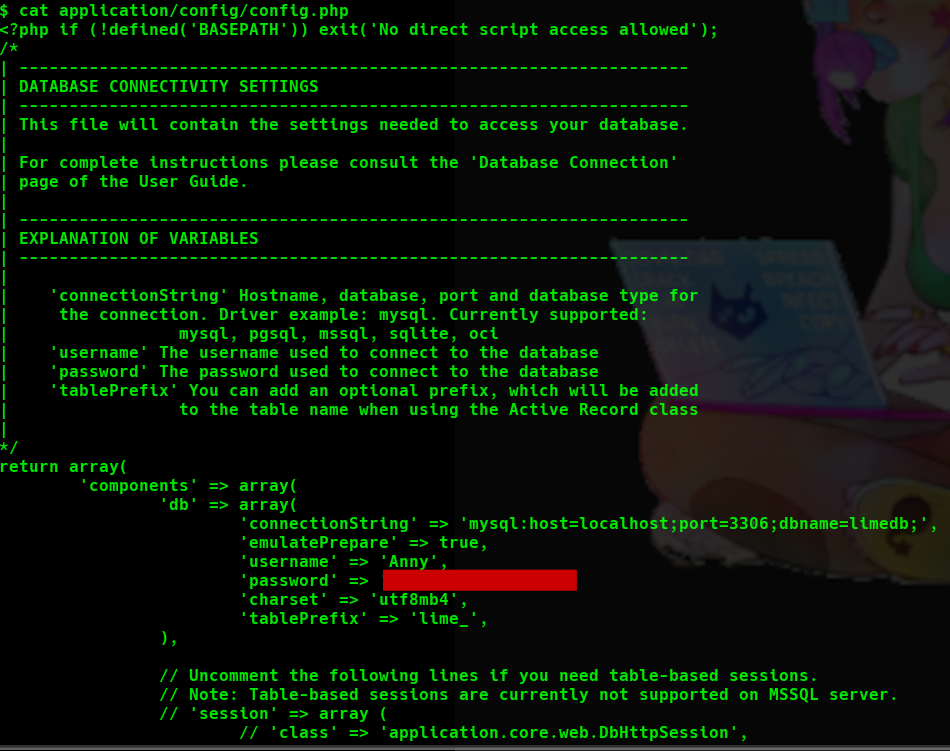 $ cat application/config/config.php
<?php if (!defined('BASEPATH')) exit('No direct script access allowed');
/*
| -------------------------------------------------------------------
| DATABASE CONNECTIVITY SETTINGS
| -------------------------------------------------------------------
| This file will contain the settings needed to access your database.
|
| For complete instructions please consult the 'Database Connection'
| page of the User Guide.
|
| -------------------------------------------------------------------
| EXPLANATION OF VARIABLES
| -------------------------------------------------------------------
|
|    'connectionString' Hostname, database, port and database type for
|     the connection. Driver example: mysql. Currently supported:
|                 mysql, pgsql, mssql, sqlite, oci
|    'username' The username used to connect to the database
|    'password' The password used to connect to the database
|    'tablePrefix' You can add an optional prefix, which will be added
|                 to the table name when using the Active Record class
|
*/
return array(
        'components' => array(
                'db' => array(
                        'connectionString' => 'mysql:host=localhost;port=3306;dbname=limedb;',
                        'emulatePrepare' => true,
                        'username' => 'Anny',
                        'password' =>
                        'charset' => 'utf8mb4',
                        'tablePrefix' => 'lime_',
                ),

                // Uncomment the following lines if you need table-based sessions.
                // Note: Table-based sessions are currently not supported on MSSQL server.
                // 'session' => array (
                        // 'class' => 'application.core.web.DbHttpSession',
SPREAD
BREACH
INFECT
COPY